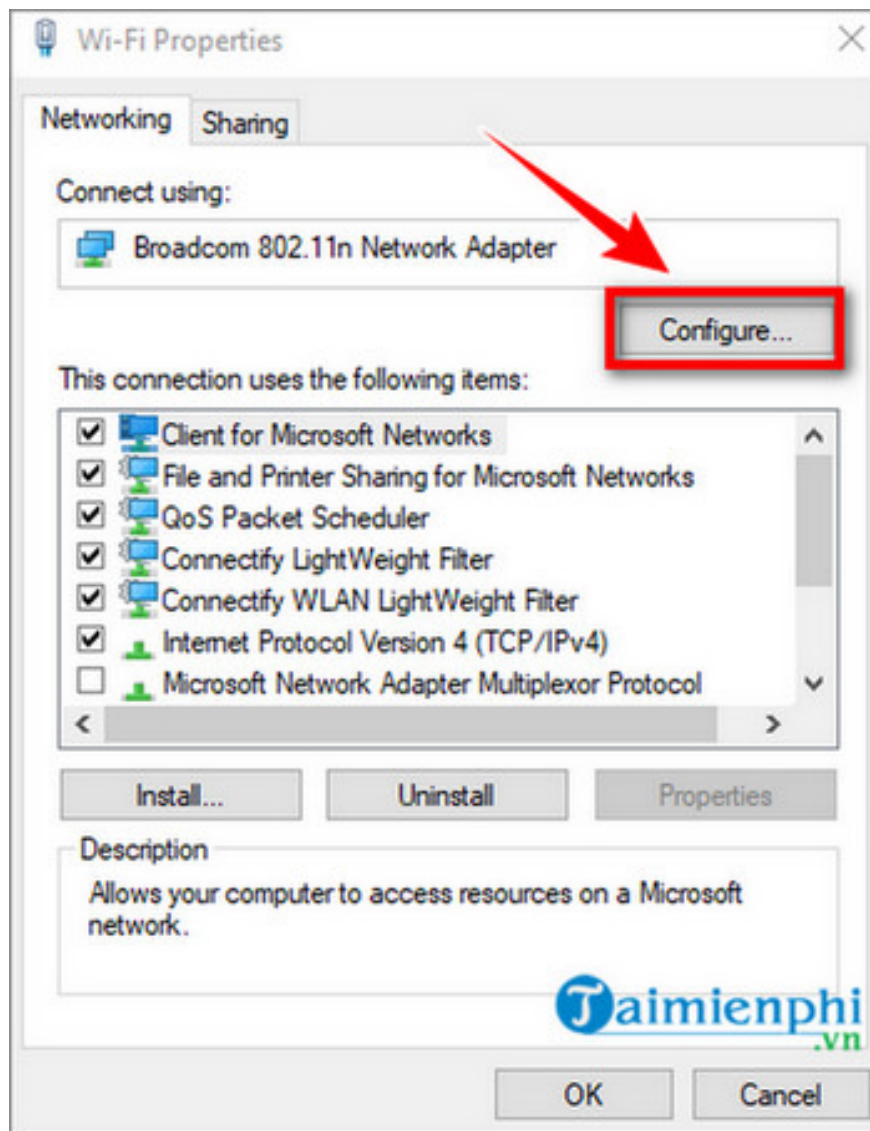 Wi-Fi Properties
Networking
Sharing
Connect using:
Broadcom 802.11n Network Adapter
Configure...
This connection uses the following items:
Client for Microsoft Networks
File and Printer Sharing for Microsoft Networks
QoS Packet Scheduler
Connectify LightWeight Filter
Connectify WLAN LightWeight Filter
Internet Protocol Version 4 (TCP/IPv4)
Microsoft Network Adapter Multiplexor Protocol
Install...
Uninstall
Properties
Description
Allows your computer to access resources on a Microsoft
network.
Taimienphi
.vn
OK
Cancel